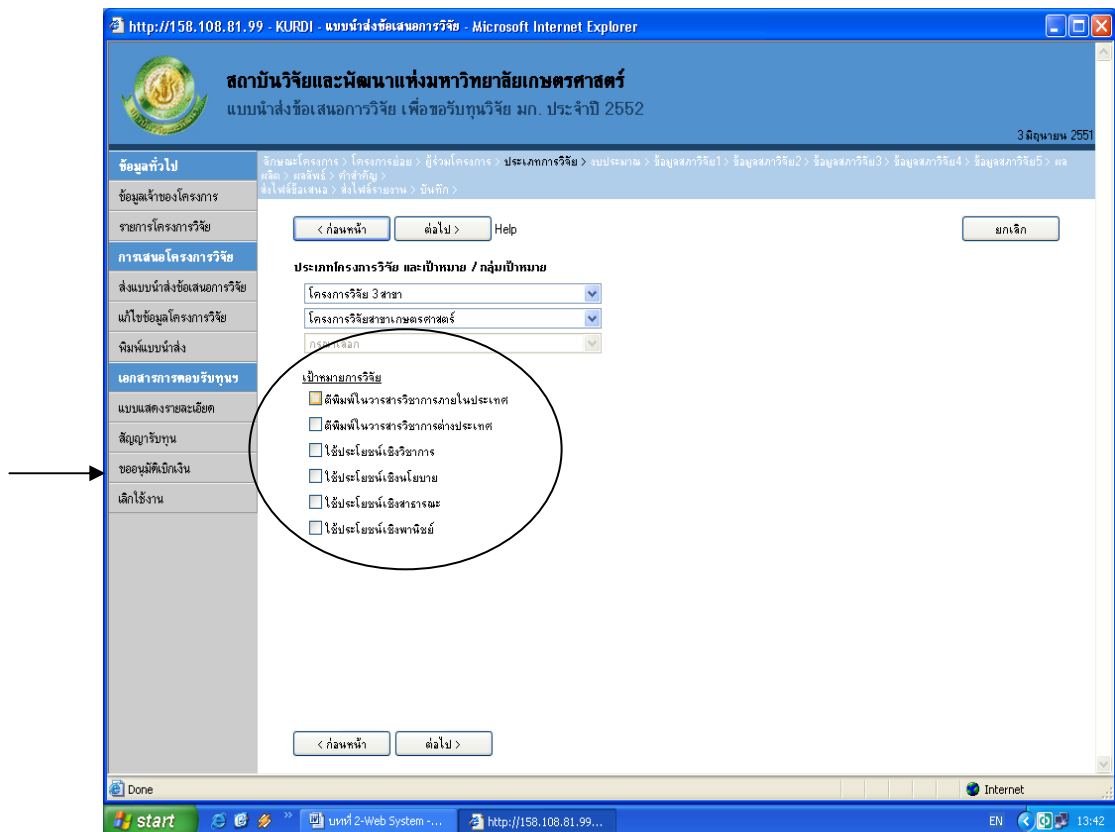 http://158.108.81.99 - KURDI - แบบนำส่งข้อเสนอการวิจัย - Microsoft Internet Explorer
สถาบันวิจัยและพัฒนาแห่งมหาวิทยาลัยเกษตรศาสตร์
แบบนำส่งข้อเสนอการวิจัย เพื่อขอรับทุนวิจัย มก. ประจำปี 2552
3 มิถุนายน 2551
ลักษณะโครงการ > โครงการย่อย > ผู้ร่วมโครงการ > ประเภทการวิจัย > งบประมาณ > ข้อมูลสภาวิจัย1 > ข้อมูลสภาวิจัย2 > ข้อมูลสภาวิจัย3 > ข้อมูลสภาวิจัย4 > ข้อมูลสภาวิจัย5 > ผล
ผลิต > ผลลัพธ์ > คำสำคัญ >
ส่งไฟล์ข้อเสนอ > ส่งไฟล์รายงาน > บันทึก >
ข้อมูลทั่วไป
ข้อมูลเจ้าของโครงการ
รายการโครงการวิจัย
การเสนอโครงการวิจัย
ส่งแบบนำส่งข้อเสนอการวิจัย
แก้ไขข้อมูลโครงการวิจัย
พิมพ์แบบนำส่ง
เอกสารการตอบรับทุนฯ
แบบแสดงรายละเอียด
สัญญารับทุน
ขออนุมัติเบิกเงิน
เลิกใช้งาน
< ก่อนหน้า ต่อไป > Help ยกเลิก
ประเภทโครงการวิจัย และเป้าหมาย / กลุ่มเป้าหมาย
โครงการวิจัย 3 สาขา
โครงการวิจัยสาขาเกษตรศาสตร์
กรุณาเลือก
เป้าหมายการวิจัย
ตีพิมพ์ในวารสารวิชาการภายในประเทศ
ตีพิมพ์ในวารสารวิชาการต่างประเทศ
ใช้ประโยชน์เชิงวิชาการ
ใช้ประโยชน์เชิงนโยบาย
ใช้ประโยชน์เชิงสาธารณะ
ใช้ประโยชน์เชิงพาณิชย์
< ก่อนหน้า ต่อไป >
Done Internet
start บทที่ 2-Web System -... http://158.108.81.99... EN 13:42